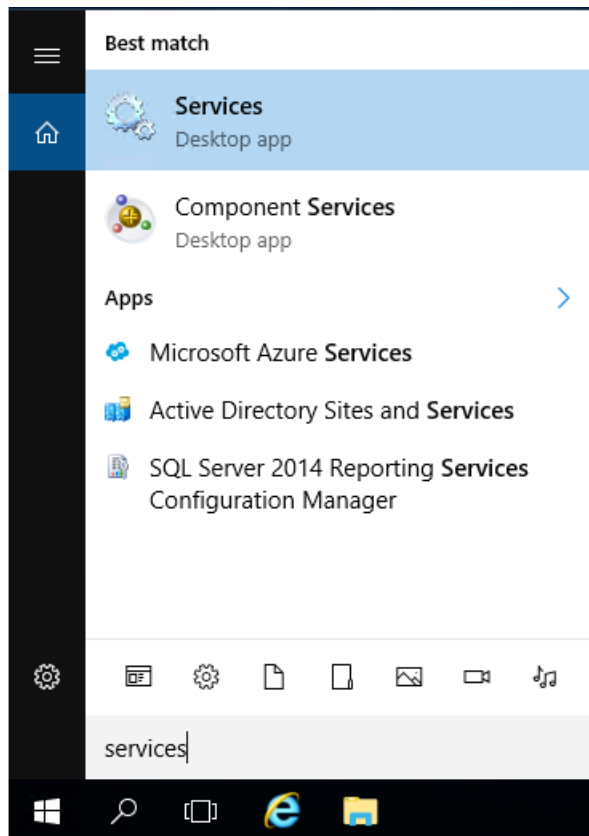 Best match
Services
Desktop app
Component Services
Desktop app
Apps
Microsoft Azure Services
Active Directory Sites and Services
SQL Server 2014 Reporting Services
Configuration Manager
services